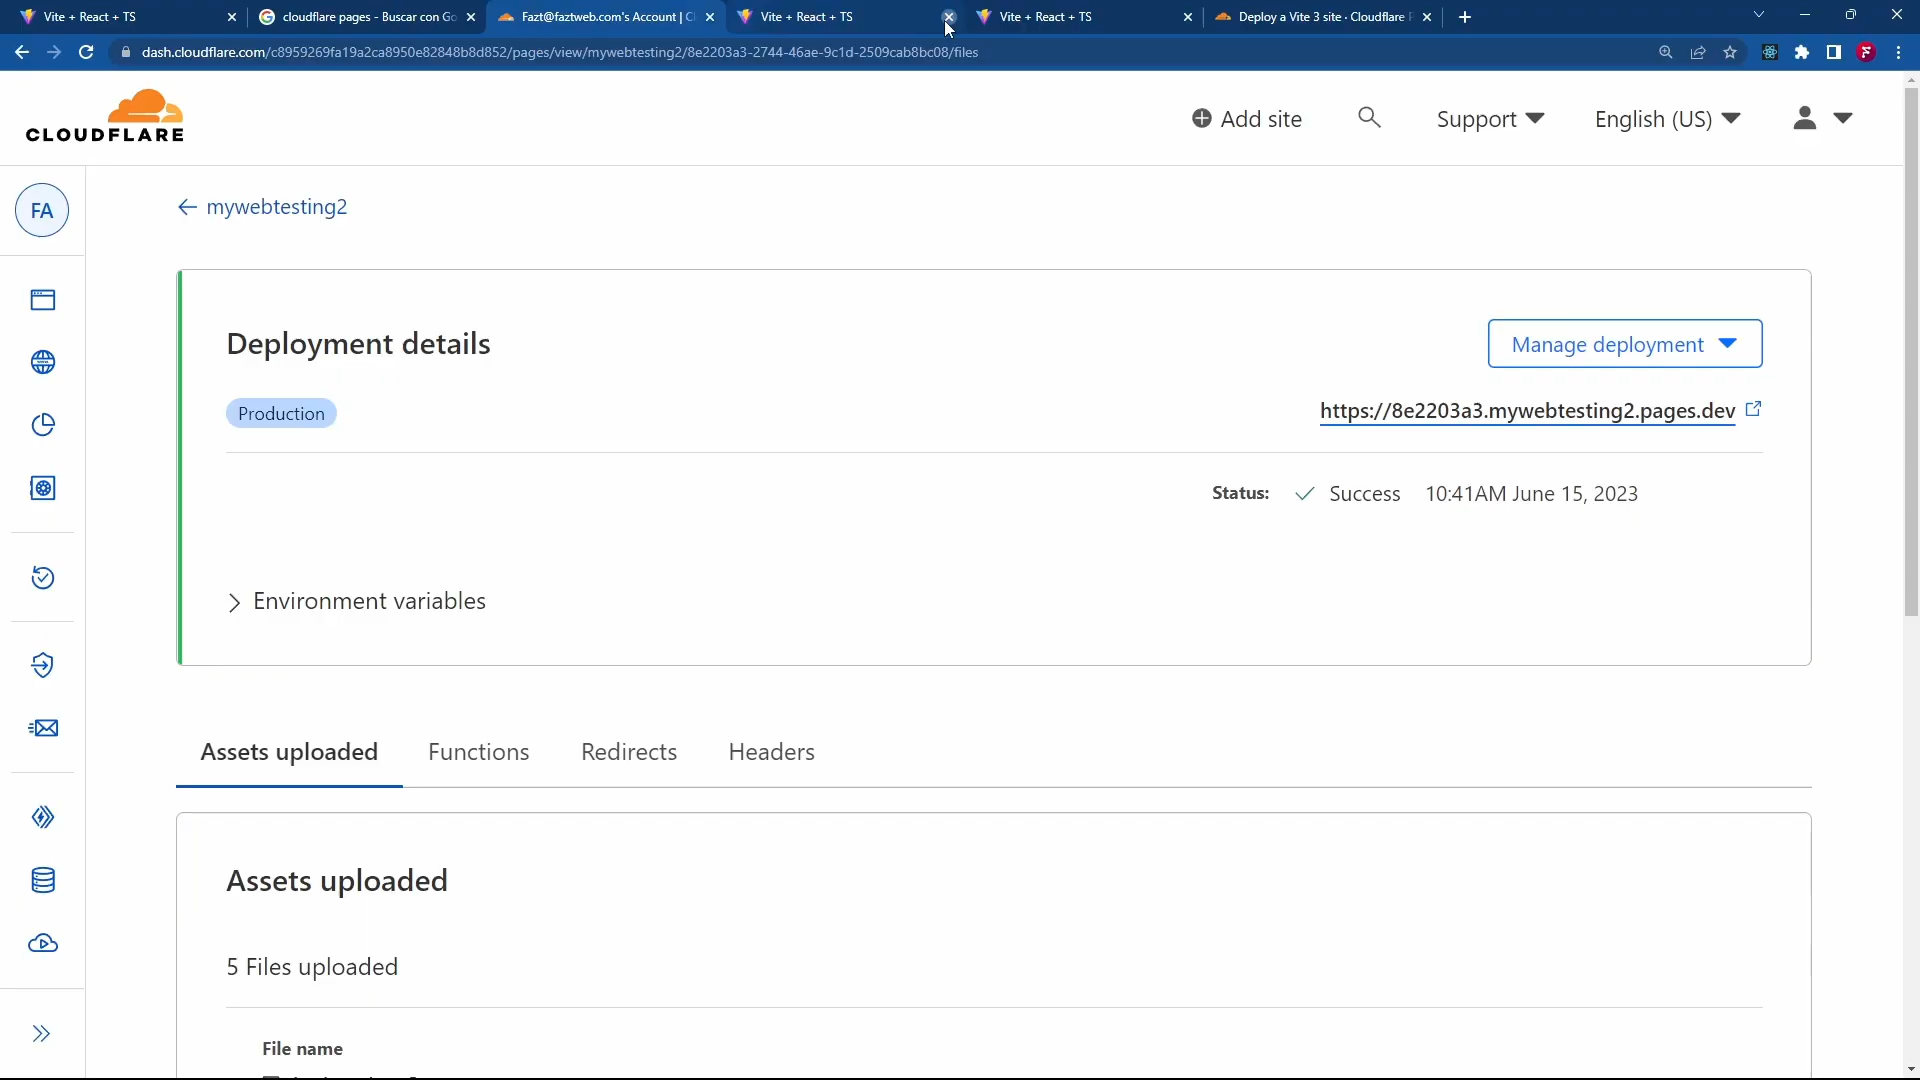 Vite + React + TS
cloudflare pages - Buscar con Go
Fazt@faztweb.com's Account | C
Vite + React + TS
Vite + React + TS
Deploy a Vite 3 site · Cloudflare P
dash.cloudflare.com/c8959269fa19a2ca8950e82848b8d852/pages/view/mywebtesting2/8e2203a3-2744-46ae-9c1d-2509cab8bc08/files
CLOUDFLARE
Add site
Support
English (US)
FA
mywebtesting2
Deployment details
Manage deployment
Production
https://8e2203a3.mywebtesting2.pages.dev
Status: Success 10:41AM June 15, 2023
Environment variables
Assets uploaded
Functions
Redirects
Headers
Assets uploaded
5 Files uploaded
File name